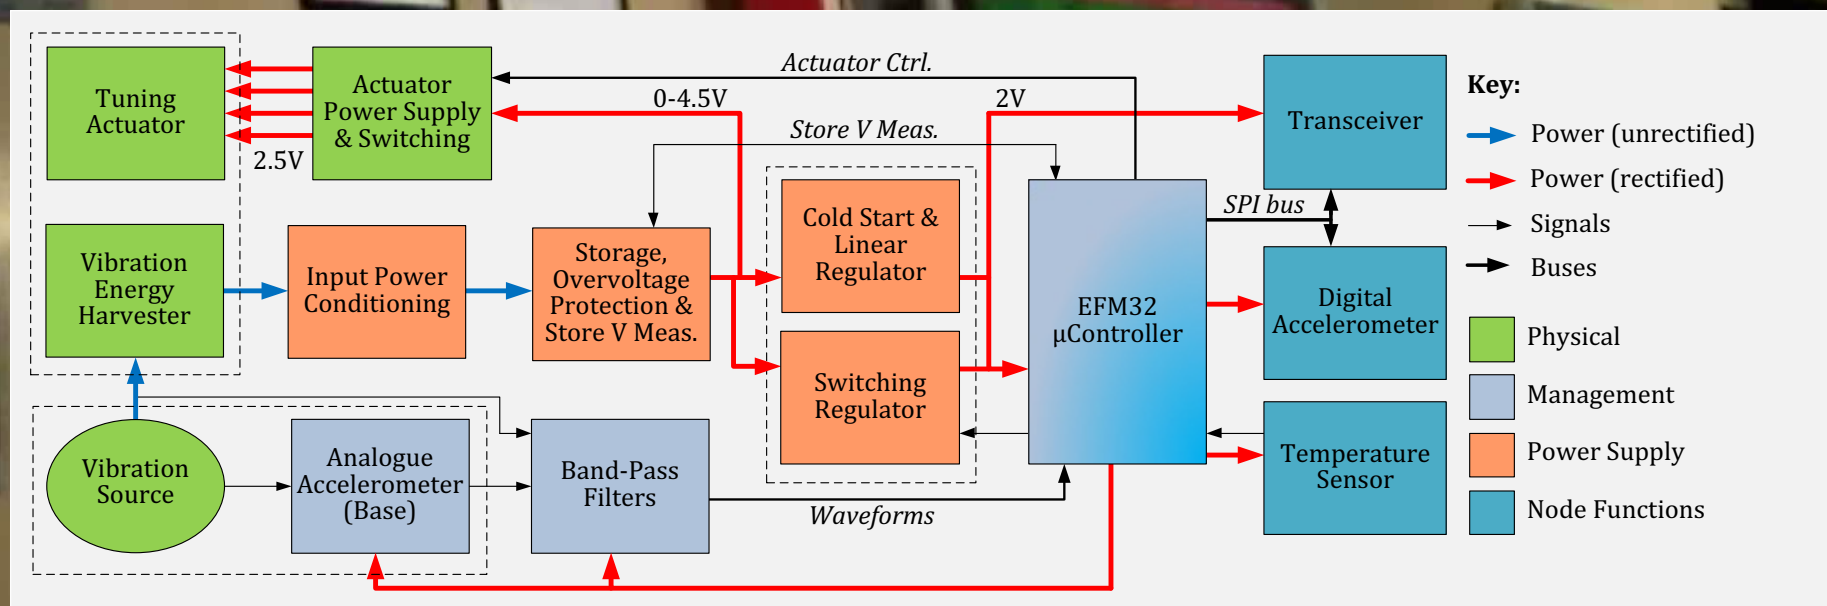 Tuning
Actuator
2.5V
Actuator
Power Supply
& Switching
Actuator Ctrl.
0-4.5V
2V
Store V Meas.
Transceiver
SPI bus
Vibration
Energy
Harvester
Input Power
Conditioning
Storage,
Overvoltage
Protection &
Store V Meas.
Cold Start &
Linear
Regulator
Switching
Regulator
EFM32
µController
Digital
Accelerometer
Temperature
Sensor
Vibration
Source
Analogue
Accelerometer
(Base)
Band-Pass
Filters
Waveforms
Key:
Power (unrectified)
Power (rectified)
Signals
Buses
Physical
Management
Power Supply
Node Functions